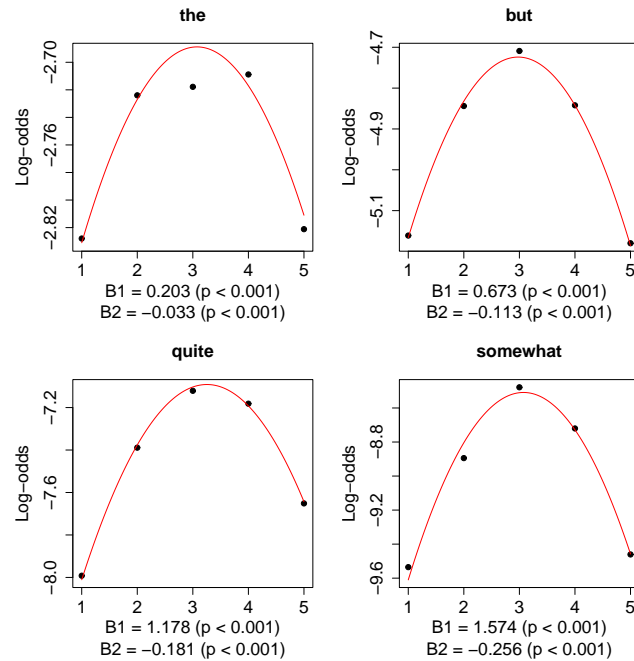 the
−2.70
−2.76
−2.82
Log−odds
1 2 3 4 5
B1 = 0.203 (p < 0.001)
B2 = −0.033 (p < 0.001)
but
−4.7
−4.9
−5.1
Log−odds
1 2 3 4 5
B1 = 0.673 (p < 0.001)
B2 = −0.113 (p < 0.001)
quite
−7.2
−7.6
−8.0
Log−odds
1 2 3 4 5
B1 = 1.178 (p < 0.001)
B2 = −0.181 (p < 0.001)
somewhat
−8.8
−9.2
−9.6
Log−odds
1 2 3 4 5
B1 = 1.574 (p < 0.001)
B2 = −0.256 (p < 0.001)